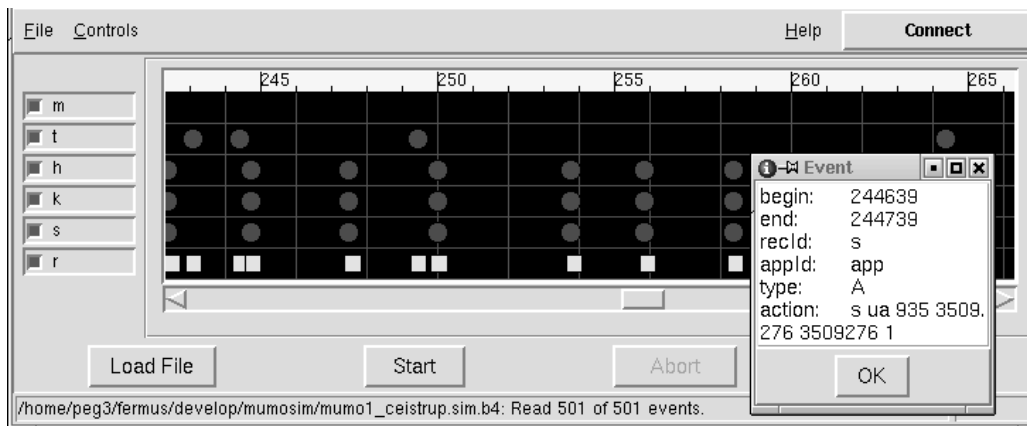 File Controls Help Connect
245 250 255 260 265
m
t
h
k
s
r
Event
begin: 244639
end: 244739
recId: s
appId: app
type: A
action: s ua 935 3509.
276 3509276 1
OK
Load File Start Abort
/home/peg3/fermus/develop/mumosim/mumo1_ceistrup.sim.b4: Read 501 of 501 events.